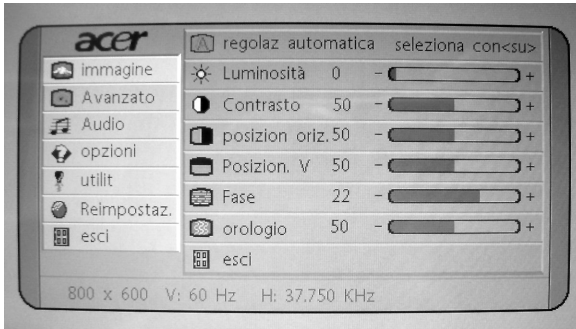 acer
immagine
Avanzato
Audio
opzioni
utilit
Reimpostaz.
esci
regolaz automatica seleziona con<su>
Luminosità 0 - +
Contrasto 50 - +
posizion oriz. 50 - +
Posizion. V 50 - +
Fase 22 - +
orologio 50 - +
esci
800 x 600 V: 60 Hz H: 37.750 KHz